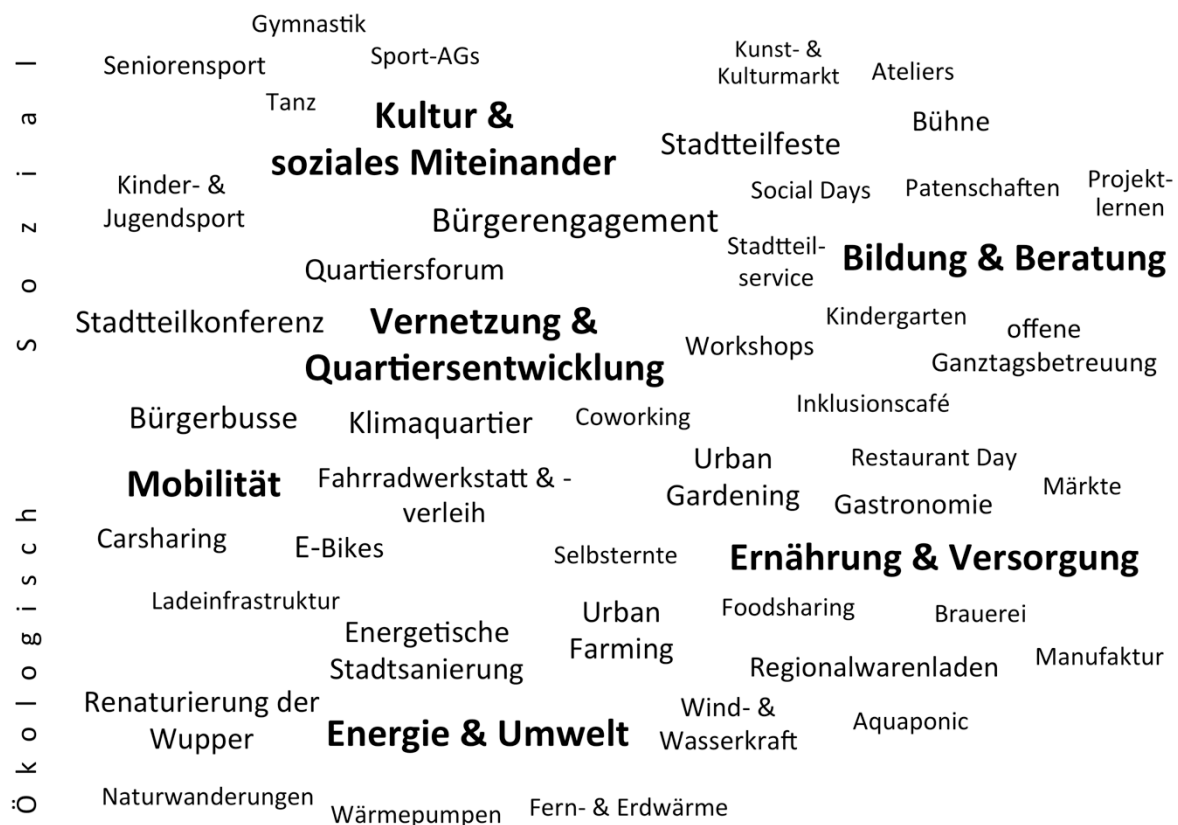 Gymnastik
Seniorensport
Sport-AGs
Kunst- &
Kulturmarkt
Ateliers
Tanz
Kultur &
soziales Miteinander
Stadtteilfeste
Bühne
Kinder- &
Jugendsport
Bürgerengagement
Social Days
Patenschaften
Projekt-
lernen
Quartiersforum
Stadtteil-
service
Bildung & Beratung
Stadtteilkonferenz
Vernetzung &
Quartiersentwicklung
Workshops
Kindergarten
offene
Ganztagsbetreuung
Bürgerbusse
Klimaquartier
Coworking
Inklusionscafé
Mobilität
Fahrradwerkstatt & -
verleih
Urban
Gardening
Restaurant Day
Gastronomie
Märkte
Carsharing
E-Bikes
Selbsternte
Ernährung & Versorgung
Ladeinfrastruktur
Energetische
Stadtsanierung
Urban
Farming
Foodsharing
Brauerei
Regionalwarenladen
Manufaktur
Renaturierung der
Wupper
Energie & Umwelt
Wind- &
Wasserkraft
Aquaponic
Naturwanderungen
Wärmepumpen
Fern- & Erdwärme
Ökologisch Sozial